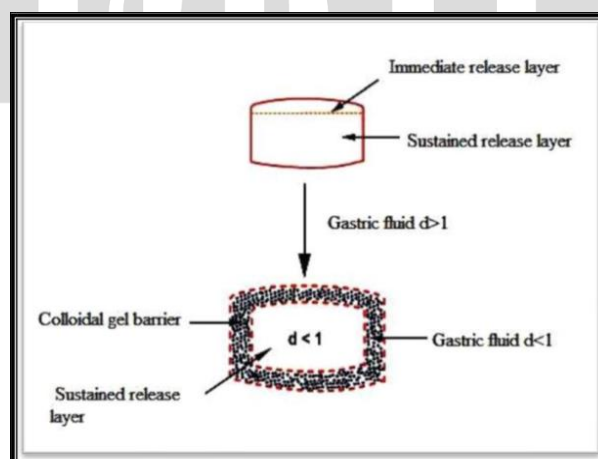 Immediate release layer
Sustained release layer
Gastric fluid d>1
Colloidal gel barrier
d < 1
Gastric fluid d<1
Sustained release
layer